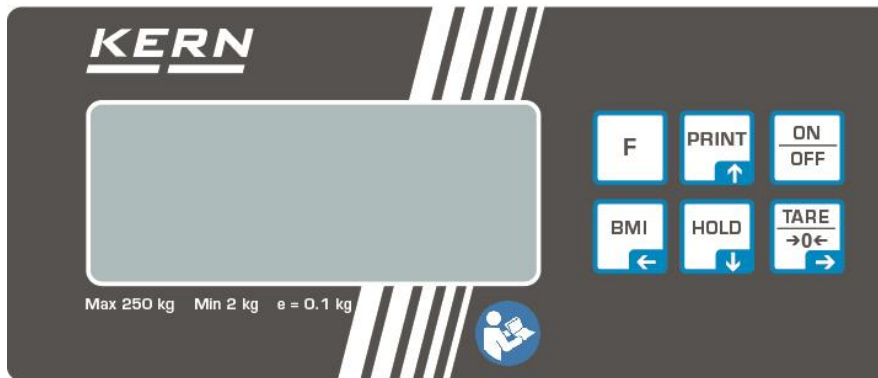 KERN
F
PRINT
↑
ON
OFF
BMI
←
HOLD
↓
TARE
→0←
→
Max 250 kg Min 2 kg e = 0.1 kg